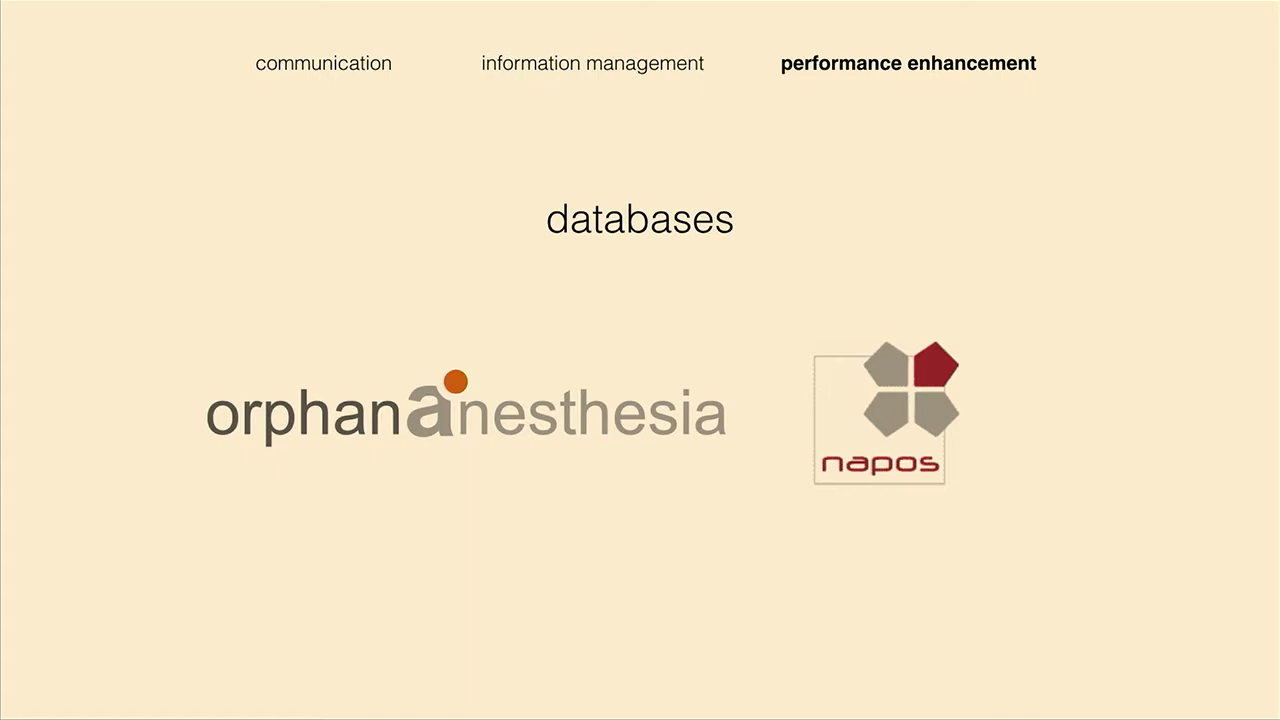 communication information management performance enhancement
databases
orphananesthesia
napos